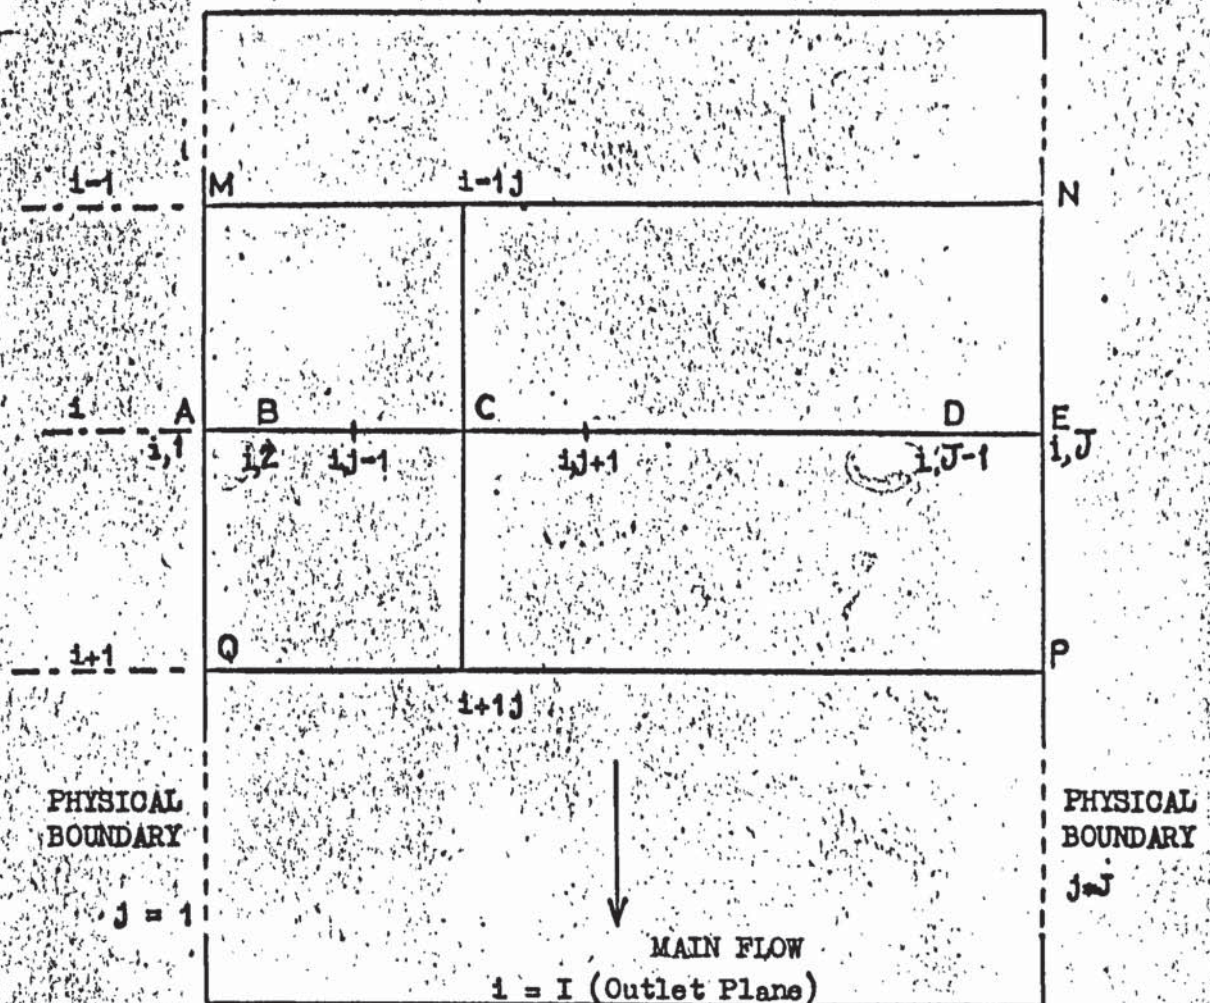 i-1 M i-1j N
i A B C D E
i,1 i,2 i,j-1 i,j+1 i,J-1 i,J
i+1 Q P
i+1j
PHYSICAL
BOUNDARY
j = 1
PHYSICAL
BOUNDARY
j=J
MAIN FLOW
i = I (Outlet Plane)